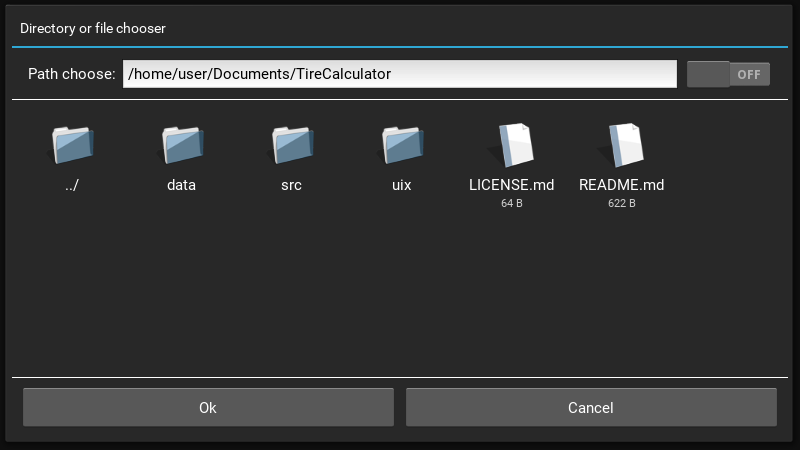 Directory or file chooser
Path choose: /home/user/Documents/TireCalculator OFF
../ data src uix LICENSE.md README.md
64 B 622 B
Ok Cancel